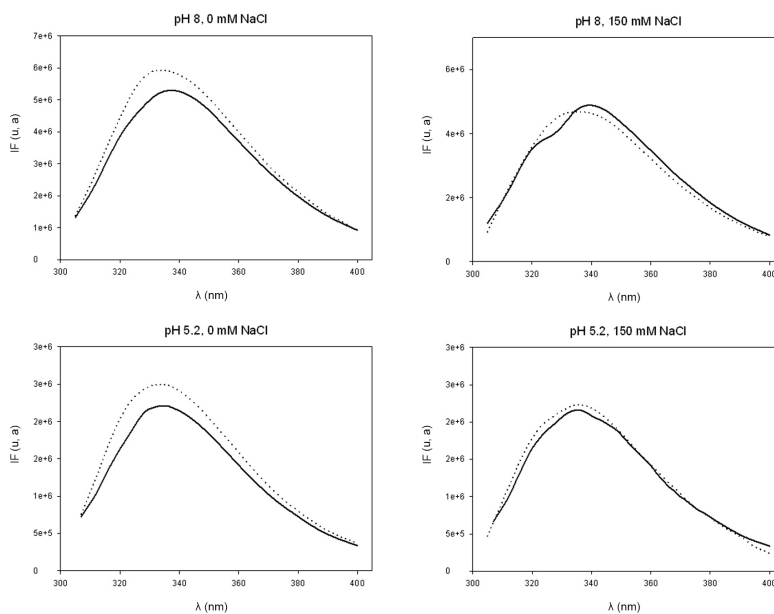 pH 8, 0 mM NaCl
7e+6
6e+6
5e+6
4e+6
3e+6
2e+6
1e+6
0
IF (u, a)
300 320 340 360 380 400
λ (nm)
pH 8, 150 mM NaCl
6e+6
4e+6
2e+6
0
IF (u, a)
300 320 340 360 380 400
λ (nm)
pH 5.2, 0 mM NaCl
3e+6
3e+6
2e+6
2e+6
1e+6
5e+5
0
IF (u, a)
300 320 340 360 380 400
λ (nm)
pH 5.2, 150 mM NaCl
3e+6
3e+6
2e+6
2e+6
1e+6
5e+5
0
IF (u, a)
300 320 340 360 380 400
λ (nm)